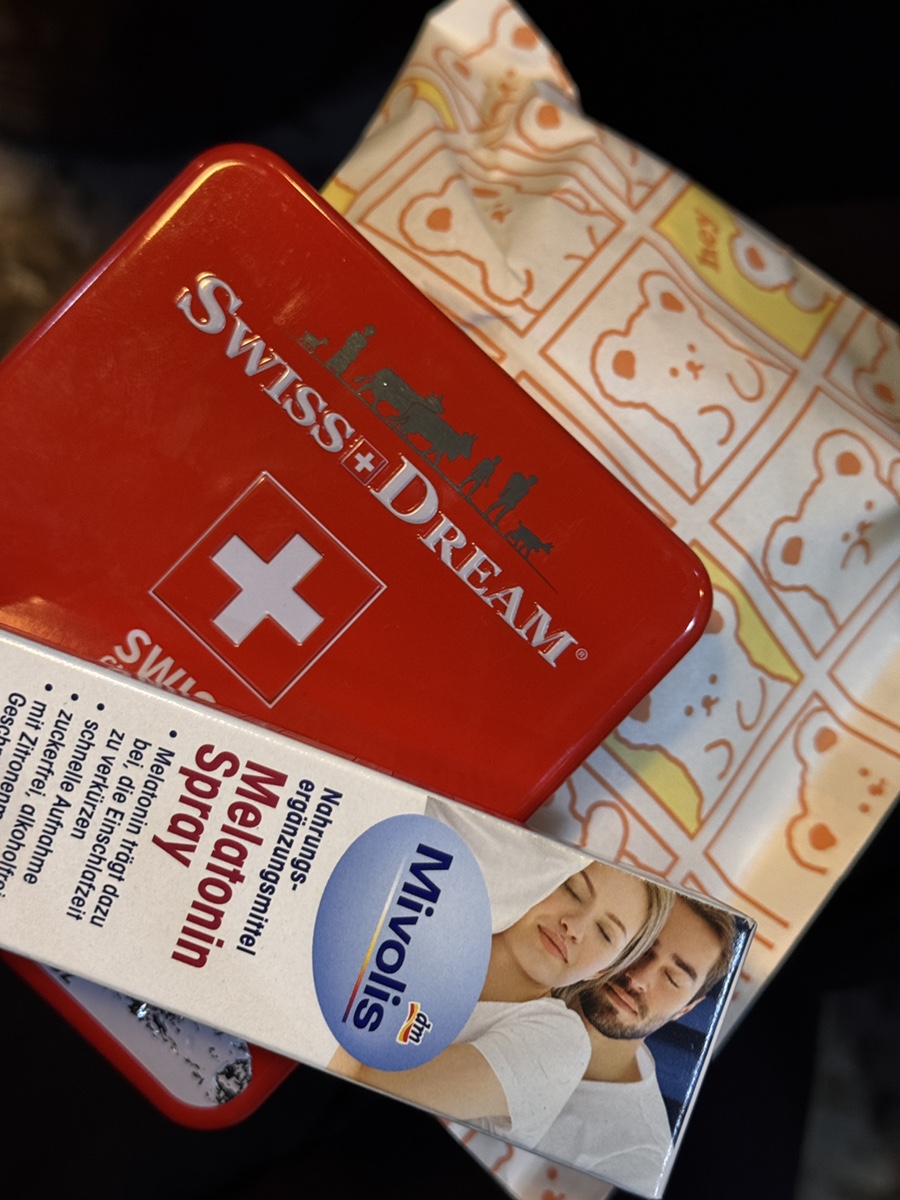 SWISS DREAM®
SWIS
Mivolis
dm
Nahrungs-
ergänzungsmittel
Melatonin
Spray
• Melatonin trägt dazu
bei, die Einschlafzeit
zu verkürzen
• schnelle Aufnahme
• zuckerfrei, alkoholfrei
• mit Zitronen